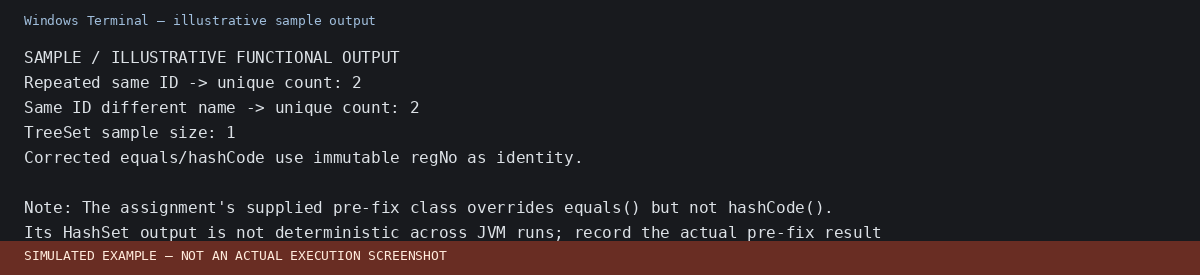 Windows Terminal — illustrative sample output
SAMPLE / ILLUSTRATIVE FUNCTIONAL OUTPUT
Repeated same ID -> unique count: 2
Same ID different name -> unique count: 2
TreeSet sample size: 1
Corrected equals/hashCode use immutable regNo as identity.
Note: The assignment's supplied pre-fix class overrides equals() but not hashCode().
Its HashSet output is not deterministic across JVM runs; record the actual pre-fix result
SIMULATED EXAMPLE — NOT AN ACTUAL EXECUTION SCREENSHOT